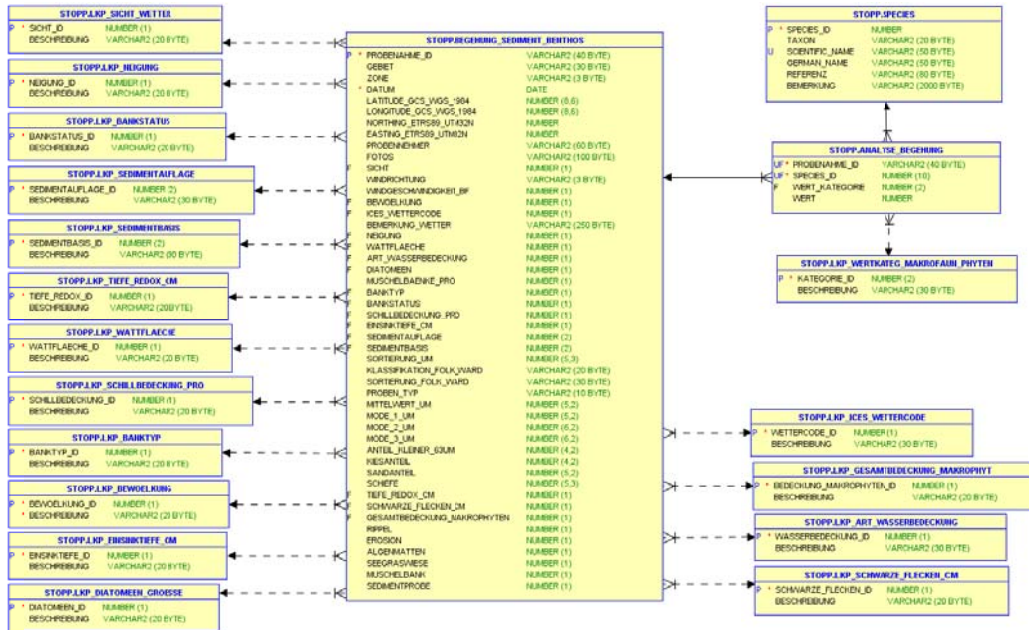 STOPP.LKP_SICHT_WETTER
P * SICHT_ID NUMBER (1)
BESCHREIBUNG VARCHAR2 (20 BYTE)
STOPP.LKP_NEIGUNG
P * NEIGUNG_ID NUMBER (1)
BESCHREIBUNG VARCHAR2 (20 BYTE)
STOPP.LKP_BANKSTATUS
P * BANKSTATUS_ID NUMBER (1)
BESCHREIBUNG VARCHAR2 (20 BYTE)
STOPP.LKP_SEDIMENTAUFLAGE
P * SEDIMENTAUFLAGE_ID NUMBER (2)
BESCHREIBUNG VARCHAR2 (30 BYTE)
STOPP.LKP_SEDIMENTBASIS
P * SEDIMENTBASIS_ID NUMBER (2)
BESCHREIBUNG VARCHAR2 (30 BYTE)
STOPP.LKP_TIEFE_REDOX_CM
P * TIEFE_REDOX_ID NUMBER (1)
BESCHREIBUNG VARCHAR2 (20 BYTE)
STOPP.LKP_WATTFLAECHE
P * WATTFLAECHE_ID NUMBER (1)
BESCHREIBUNG VARCHAR2 (20 BYTE)
STOPP.LKP_SCHILLBEDECKUNG_PRO
P * SCHILLBEDECKUNG_ID NUMBER (1)
BESCHREIBUNG VARCHAR2 (20 BYTE)
STOPP.LKP_BANKTYP
P * BANKTYP_ID NUMBER (1)
BESCHREIBUNG VARCHAR2 (20 BYTE)
STOPP.LKP_BEWOELKUNG
P * BEWOELKUNG_ID NUMBER (1)
* BESCHREIBUNG VARCHAR2 (20 BYTE)
STOPP.LKP_EINSINKTIEFE_CM
P * EINSINKTIEFE_ID NUMBER (1)
BESCHREIBUNG VARCHAR2 (20 BYTE)
STOPP.LKP_DIATOMEEN_GROESSE
P * DIATOMEEN_ID NUMBER (1)
BESCHREIBUNG VARCHAR2 (20 BYTE)
STOPP.BEGEHUNG_SEDIMENT_BENTHOS
P * PROBENAHME_ID VARCHAR2 (40 BYTE)
GEBIET VARCHAR2 (30 BYTE)
ZONE VARCHAR2 (3 BYTE)
* DATUM DATE
LATITUDE_GCS_WGS_1984 NUMBER (8,6)
LONGITUDE_GCS_WGS_1984 NUMBER (8,6)
NORTHING_ETRS89_UTM32N NUMBER
EASTING_ETRS89_UTM32N NUMBER
PROBENNEHMER VARCHAR2 (60 BYTE)
FOTOS VARCHAR2 (100 BYTE)
F SICHT NUMBER (1)
WINDRICHTUNG VARCHAR2 (3 BYTE)
WINDGESCHWINDIGKEIT_BF NUMBER (1)
F BEWOELKUNG NUMBER (1)
F ICES_WETTERCODE NUMBER (1)
BEMERKUNG_WETTER VARCHAR2 (250 BYTE)
F NEIGUNG NUMBER (1)
F WATTFLAECHE NUMBER (1)
F ART_WASSERBEDECKUNG NUMBER (1)
F DIATOMEEN NUMBER (1)
MUSCHELBAENKE_PRO NUMBER (1)
F BANKTYP NUMBER (1)
F BANKSTATUS NUMBER (1)
F SCHILLBEDECKUNG_PRO NUMBER (1)
F EINSINKTIEFE_CM NUMBER (1)
F SEDIMENTAUFLAGE NUMBER (2)
F SEDIMENTBASIS NUMBER (2)
SORTIERUNG_UM NUMBER (5,3)
KLASSIFIKATION_FOLK_WARD VARCHAR2 (20 BYTE)
SORTIERUNG_FOLK_WARD VARCHAR2 (30 BYTE)
PROBEN_TYP VARCHAR2 (10 BYTE)
MITTELWERT_UM NUMBER (5,2)
MODE_1_UM NUMBER (5,2)
MODE_2_UM NUMBER (6,2)
MODE_3_UM NUMBER (6,2)
ANTEIL_KLEINER_63UM NUMBER (4,2)
KIESANTEIL NUMBER (4,2)
SANDANTEIL NUMBER (5,2)
SCHIEFE NUMBER (5,3)
F TIEFE_REDOX_CM NUMBER (1)
F SCHWARZE_FLECKEN_CM NUMBER (1)
F GESAMTBEDECKUNG_MAKROPHYTEN NUMBER (1)
RIPPEL NUMBER (1)
EROSION NUMBER (1)
ALGENMATTEN NUMBER (1)
SEEGRASWIESE NUMBER (1)
MUSCHELBANK NUMBER (1)
SEDIMENTPROBE NUMBER (1)
STOPP.SPECIES
P * SPECIES_ID NUMBER
TAXON VARCHAR2 (20 BYTE)
U SCIENTIFIC_NAME VARCHAR2 (50 BYTE)
GERMAN_NAME VARCHAR2 (50 BYTE)
REFERENZ VARCHAR2 (80 BYTE)
BEMERKUNG VARCHAR2 (2000 BYTE)
STOPP.ANALYSE_BEGEHUNG
UF * PROBENAHME_ID VARCHAR2 (40 BYTE)
UF * SPECIES_ID NUMBER (10)
F WERT_KATEGORIE NUMBER (2)
WERT NUMBER
STOPP.LKP_WERTKATEG_MAKROFAUN_PHYTEN
P * KATEGORIE_ID NUMBER (2)
BESCHREIBUNG VARCHAR2 (30 BYTE)
STOPP.LKP_ICES_WETTERCODE
P * WETTERCODE_ID NUMBER (1)
BESCHREIBUNG VARCHAR2 (30 BYTE)
STOPP.LKP_GESAMTBEDECKUNG_MAKROPHYT
P * BEDECKUNG_MAKROPHYTEN_ID NUMBER (1)
BESCHREIBUNG VARCHAR2 (20 BYTE)
STOPP.LKP_ART_WASSERBEDECKUNG
P * WASSERBEDECKUNG_ID NUMBER (1)
BESCHREIBUNG VARCHAR2 (30 BYTE)
STOPP.LKP_SCHWARZE_FLECKEN_CM
P * SCHWARZE_FLECKEN_ID NUMBER (1)
BESCHREIBUNG VARCHAR2 (20 BYTE)